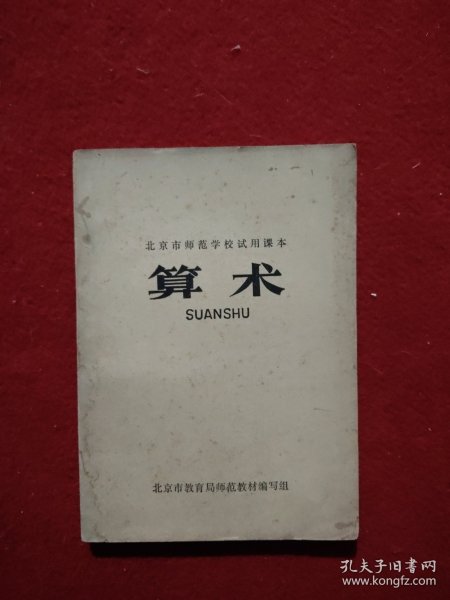 北京市师范学校试用课本
算术
SUANSHU
北京市教育局师范教材编写组
孔夫子旧书网
www.kongfz.com